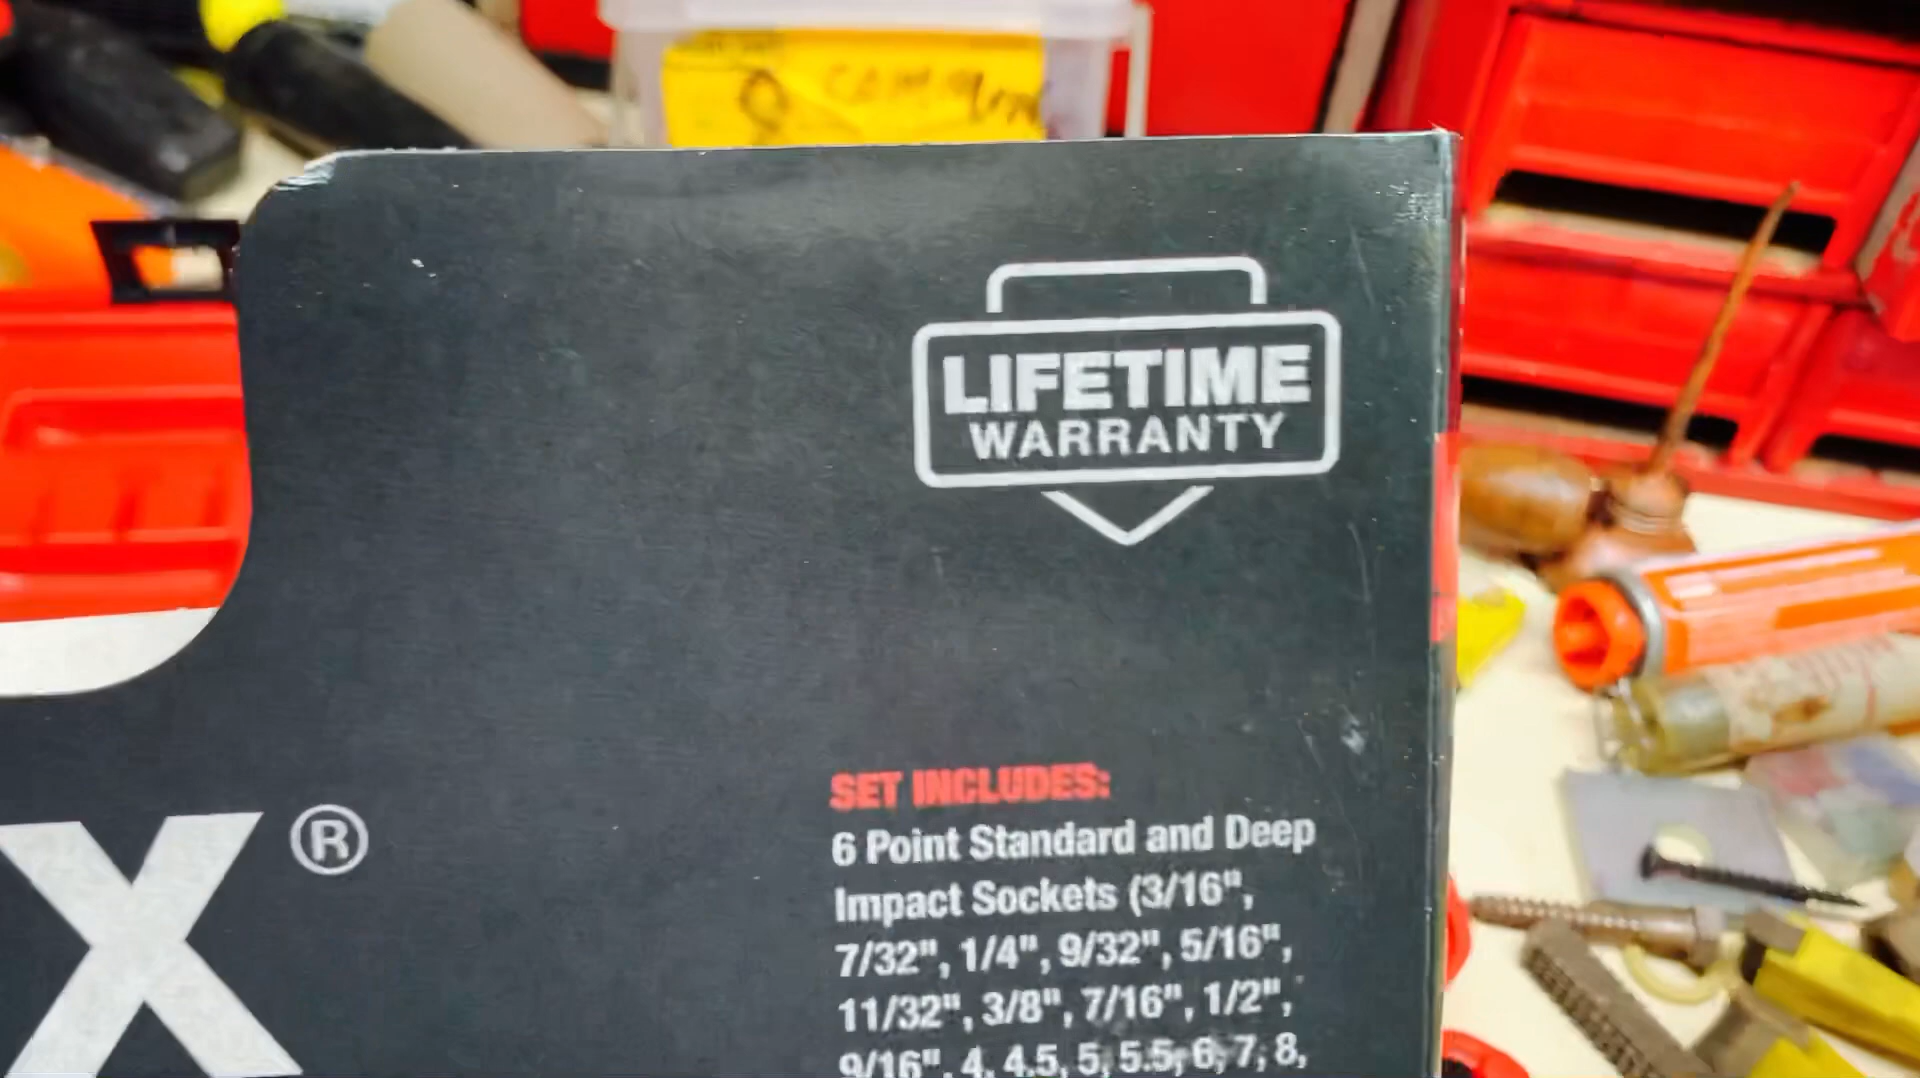 LIFETIME
WARRANTY
X®
SET INCLUDES:
6 Point Standard and Deep
Impact Sockets (3/16",
7/32", 1/4", 9/32", 5/16",
11/32", 3/8", 7/16", 1/2",
9/16", 4, 4.5, 5, 5.5, 6, 7, 8,